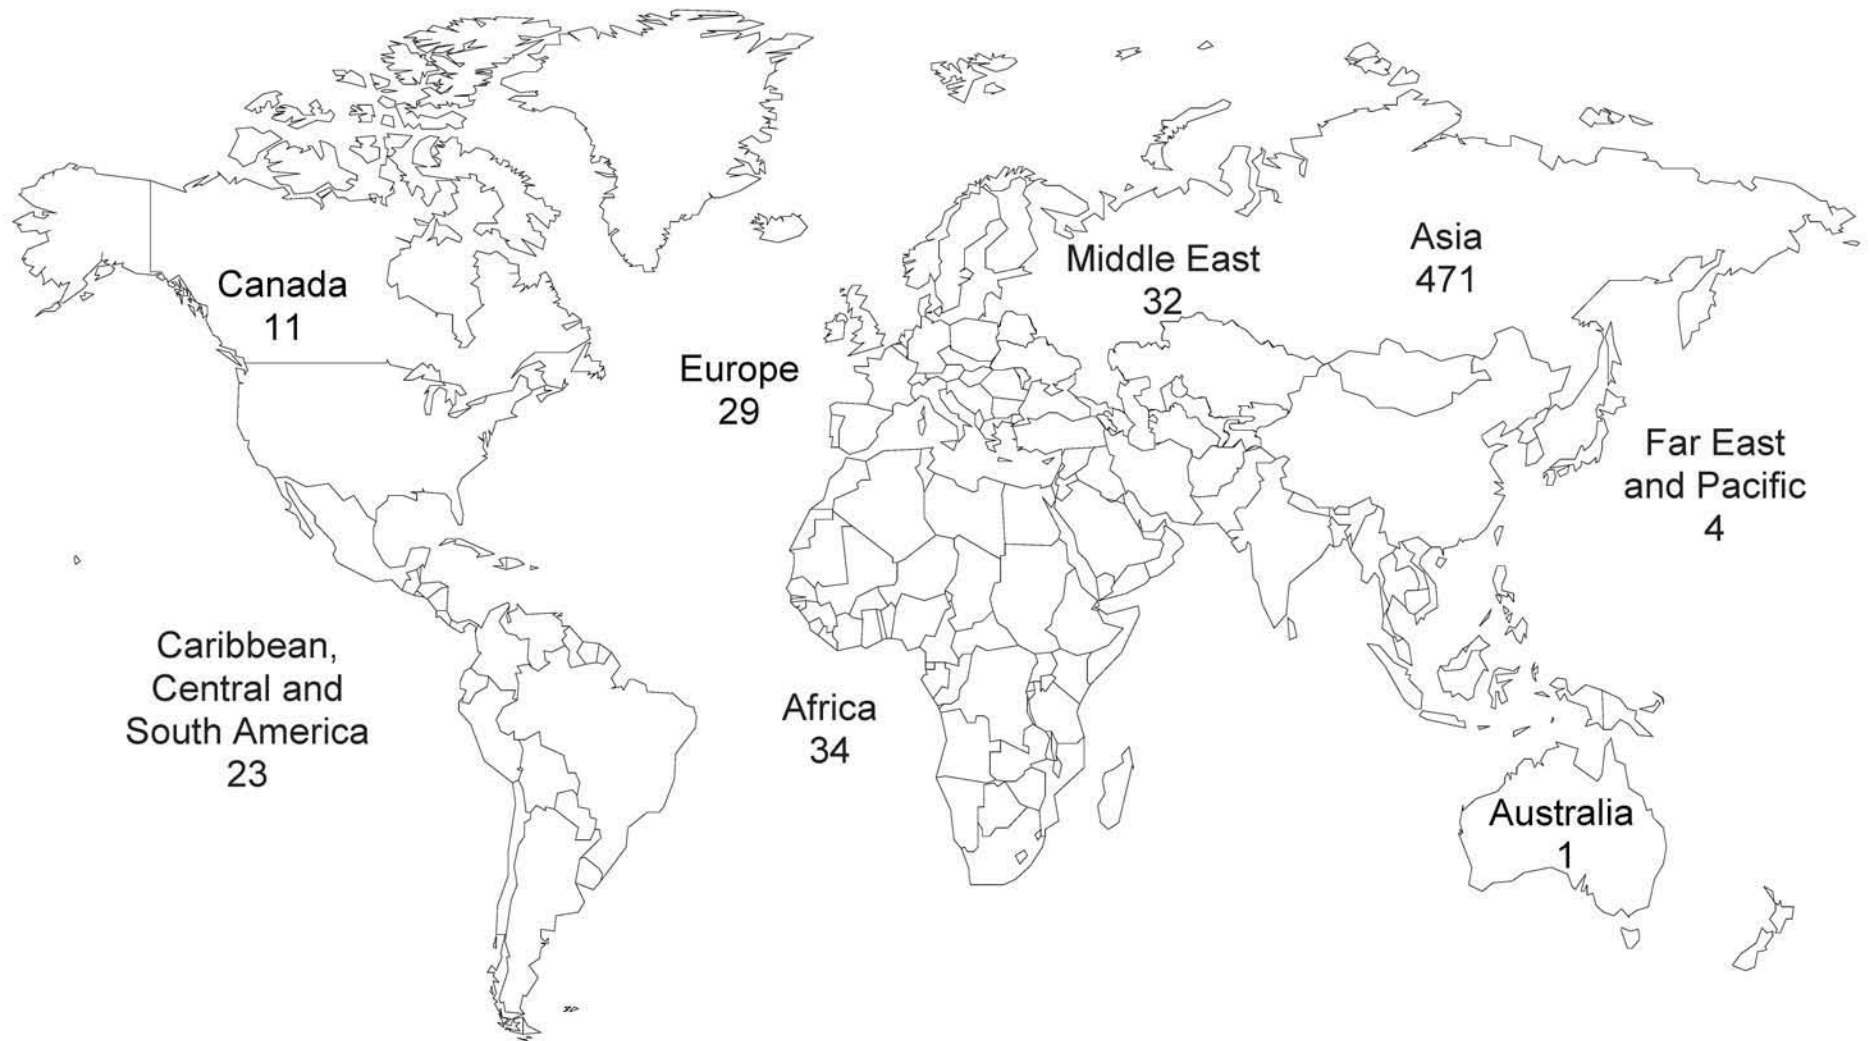 Canada
11
Europe
29
Middle East
32
Asia
471
Far East
and Pacific
4
Caribbean,
Central and
South America
23
Africa
34
Australia
1